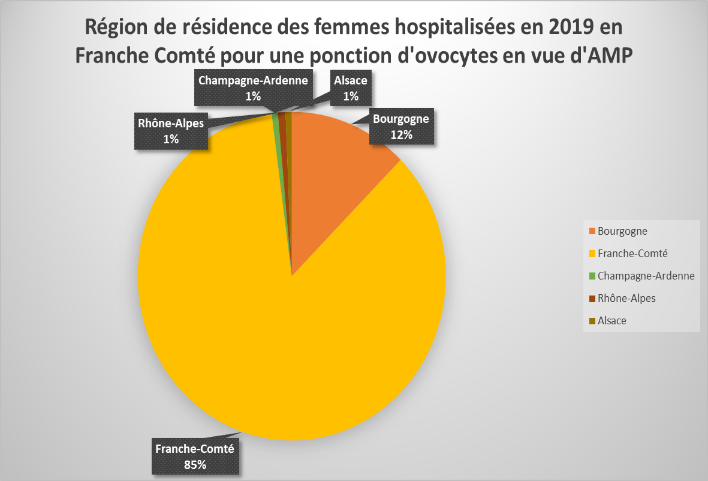 Région de résidence des femmes hospitalisées en 2019 en
Franche Comté pour une ponction d'ovocytes en vue d'AMP
Champagne-Ardenne
1%
Alsace
1%
Rhône-Alpes
1%
Bourgogne
12%
Franche-Comté
85%
Bourgogne
Franche-Comté
Champagne-Ardenne
Rhône-Alpes
Alsace